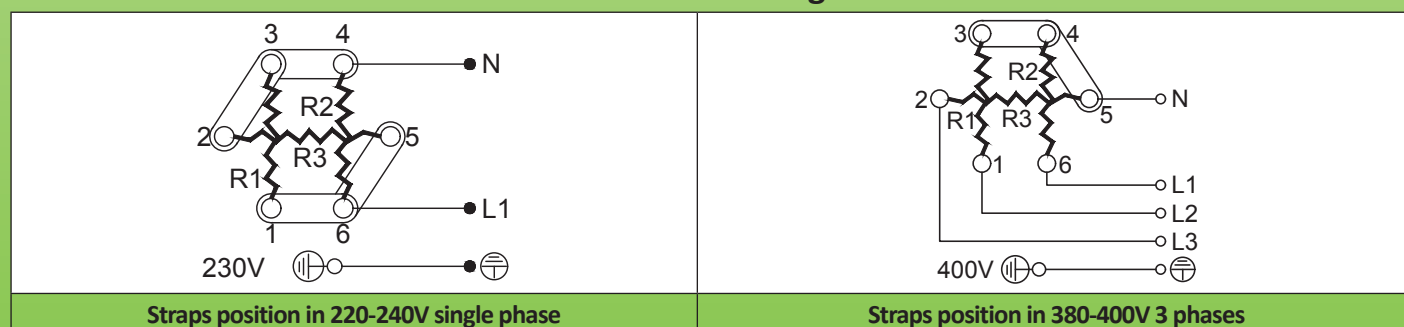 3 4
N
R2
2 5
R3
R1
L1
1 6
230V
Straps position in 220-240V single phase
3 4
R2
2 N
R1 R3 5
1 6
L1
L2
L3
400V
Straps position in 380-400V 3 phases